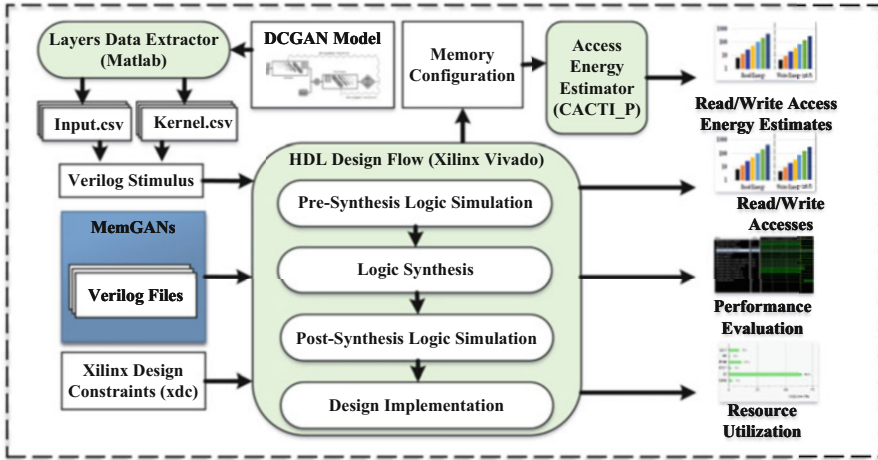 Layers Data Extractor
(Matlab)
DCGAN Model
Memory
Configuration
Access
Energy
Estimator
(CACTI_P)
Read/Write Access
Energy Estimates
Input.csv
Kernel.csv
Verilog Stimulus
HDL Design Flow (Xilinx Vivado)
Pre-Synthesis Logic Simulation
Logic Synthesis
Post-Synthesis Logic Simulation
Design Implementation
Read/Write
Accesses
MemGANs
Verilog Files
Performance
Evaluation
Xilinx Design
Constraints (xdc)
Resource
Utilization